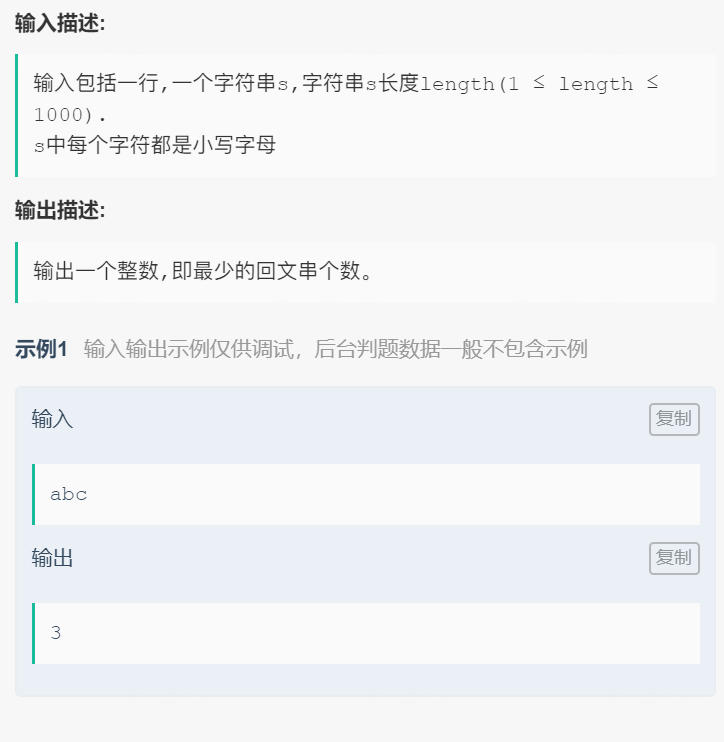 输入描述:
输入包括一行,一个字符串s,字符串s长度length(1 ≤ length ≤
1000).
s中每个字符都是小写字母
输出描述:
输出一个整数,即最少的回文串个数。
示例1 输入输出示例仅供调试，后台判题数据一般不包含示例
输入 复制
abc
输出 复制
3